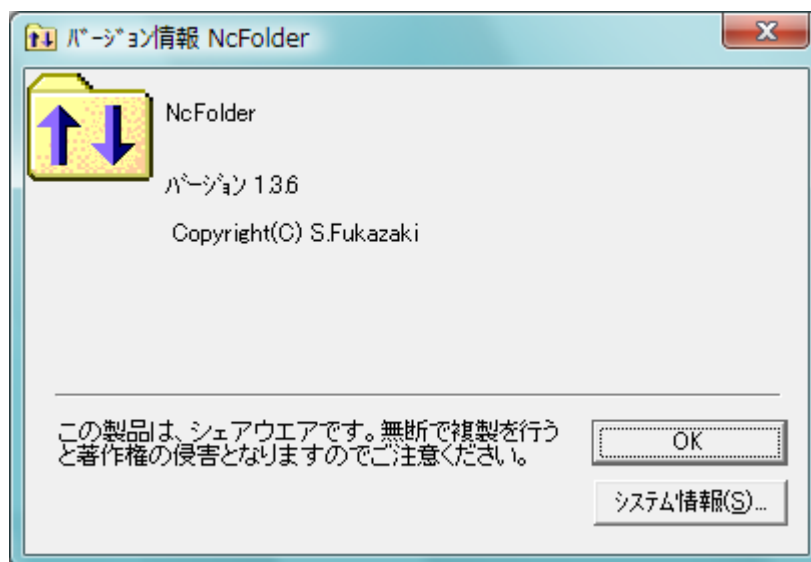 ﾊﾞｰｼﾞｮﾝ情報 NcFolder
NcFolder
ﾊﾞｰｼﾞｮﾝ 1.3.6
Copyright(C) S.Fukazaki
この製品は、シェアウエアです。無断で複製を行う
と著作権の侵害となりますのでご注意ください。
OK
ｼｽﾃﾑ情報(S)...